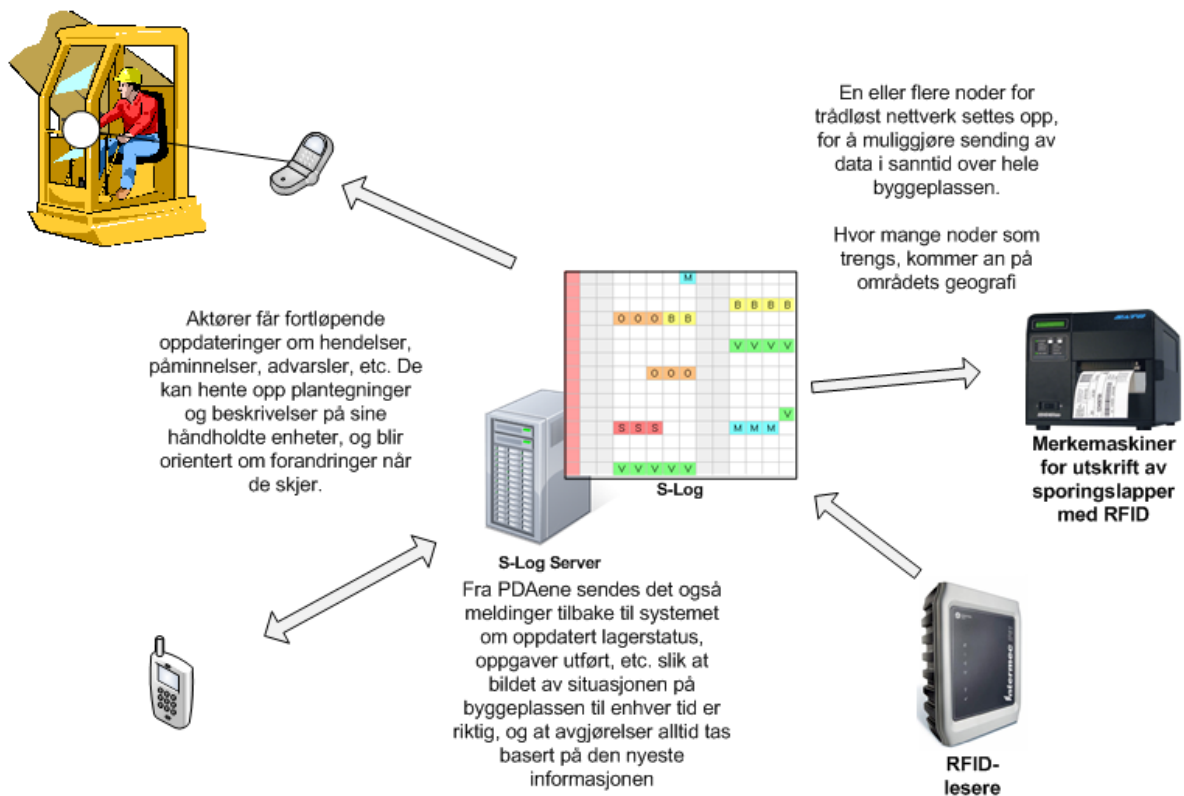 En eller flere noder for
trådløst nettverk settes opp,
for å muliggjøre sending av
data i sanntid over hele
byggeplassen.
Hvor mange noder som
trengs, kommer an på
områdets geografi
Aktører får fortløpende
oppdateringer om hendelser,
påminnelser, advarsler, etc. De
kan hente opp plantegninger
og beskrivelser på sine
håndholdte enheter, og blir
orientert om forandringer når
de skjer.
M
B B B B
O O O B B
V V V V
O O O
V
S S S M M M
V V V V V
S-Log
SATO
Merkemaskiner
for utskrift av
sporingslapper
med RFID
S-Log Server
Fra PDAene sendes det også
meldinger tilbake til systemet
om oppdatert lagerstatus,
oppgaver utført, etc. slik at
bildet av situasjonen på
byggeplassen til enhver tid er
riktig, og at avgjørelser alltid tas
basert på den nyeste
informasjonen
Intermec
RFID-
lesere